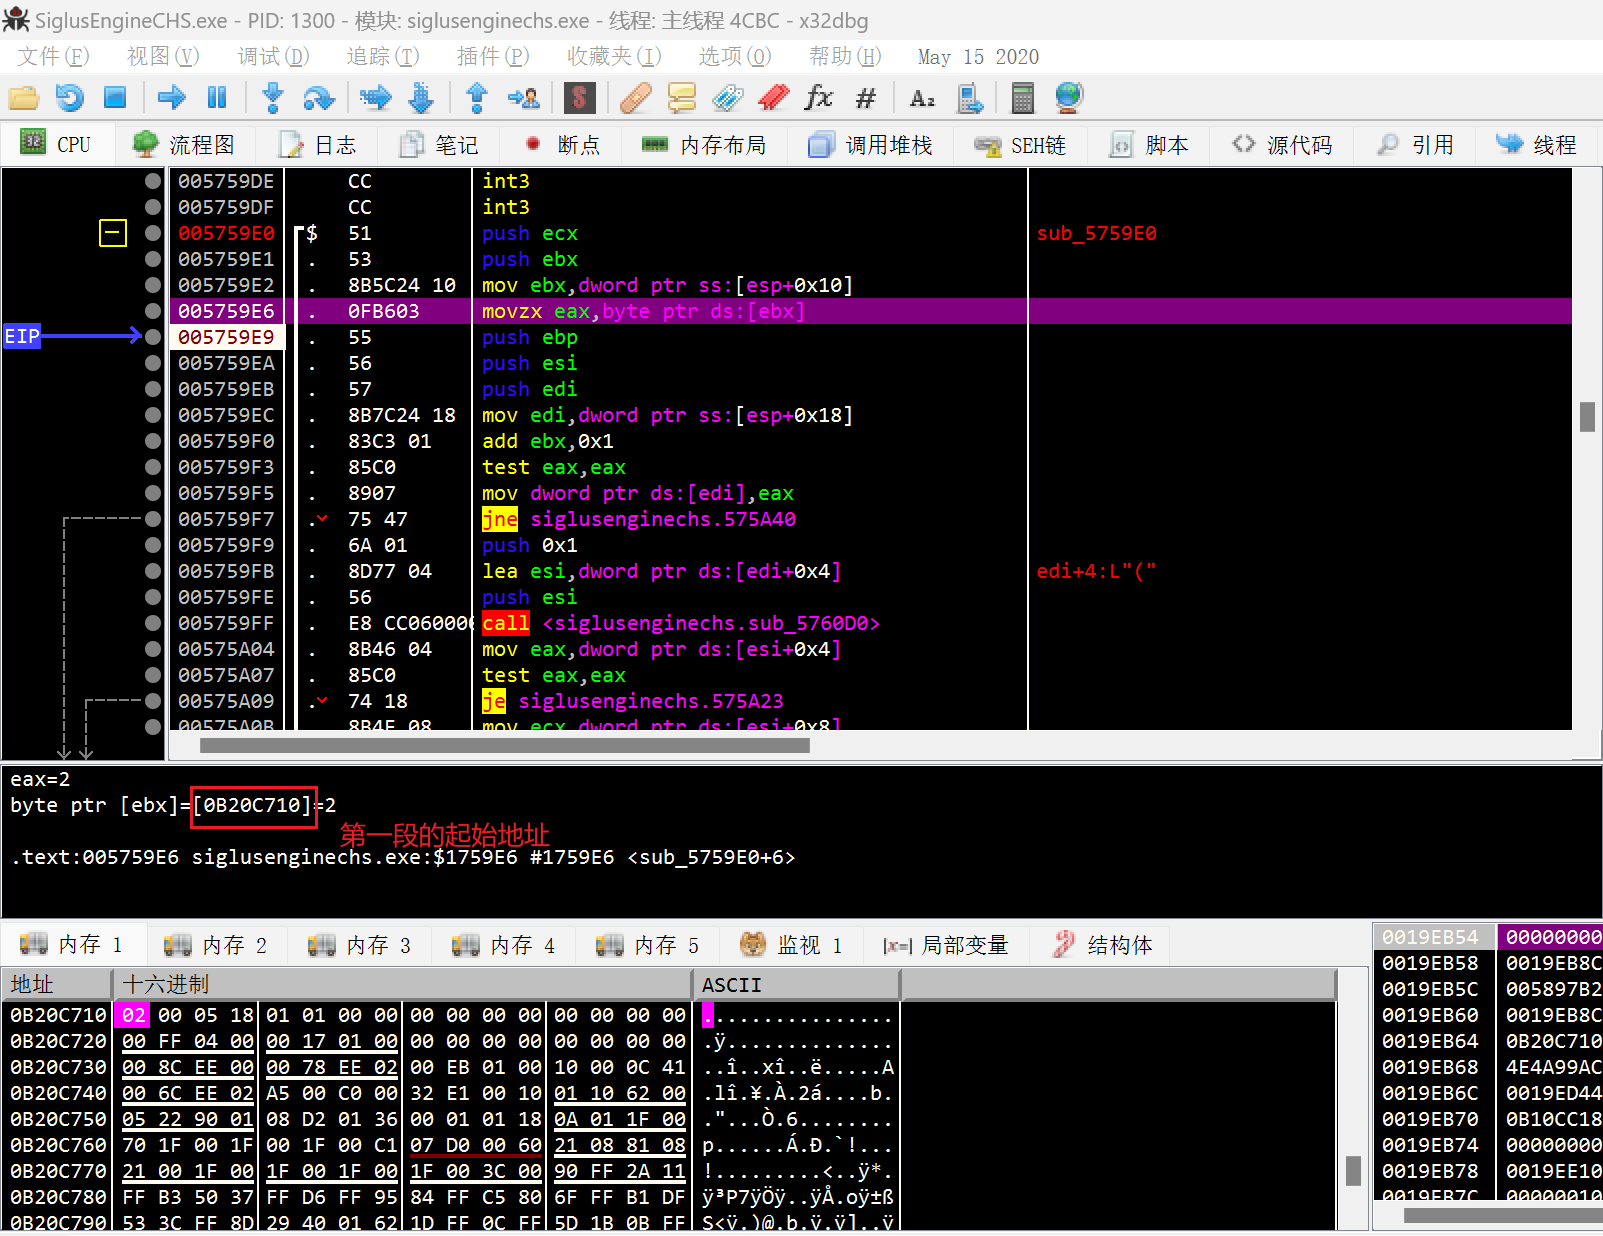 SiglusEngineCHS.exe - PID: 1300 - 模块: siglusenginechs.exe - 线程: 主线程 4CBC - x32dbg
文件(F) 视图(V) 调试(D) 追踪(T) 插件(P) 收藏夹(I) 选项(O) 帮助(H) May 15 2020
S fx # Az
CPU 流程图 日志 笔记 断点 内存布局 调用堆栈 SEH链 脚本 源代码 引用 线程
005759DE CC int3
005759DF CC int3
005759E0 $ 51 push ecx sub_5759E0
005759E1 . 53 push ebx
005759E2 . 8B5C24 10 mov ebx,dword ptr ss:[esp+0x10]
005759E6 . 0FB603 movzx eax,byte ptr ds:[ebx]
EIP 005759E9 . 55 push ebp
005759EA . 56 push esi
005759EB . 57 push edi
005759EC . 8B7C24 18 mov edi,dword ptr ss:[esp+0x18]
005759F0 . 83C3 01 add ebx,0x1
005759F3 . 85C0 test eax,eax
005759F5 . 8907 mov dword ptr ds:[edi],eax
005759F7 . 75 47 jne siglusenginechs.575A40
005759F9 . 6A 01 push 0x1
005759FB . 8D77 04 lea esi,dword ptr ds:[edi+0x4] edi+4:L"("
005759FE . 56 push esi
005759FF . E8 CC060000 call <siglusenginechs.sub_5760D0>
00575A04 . 8B46 04 mov eax,dword ptr ds:[esi+0x4]
00575A07 . 85C0 test eax,eax
00575A09 . 74 18 je siglusenginechs.575A23
00575A0B . 8B4E 08 mov ecx,dword ptr ds:[esi+0x8]
eax=2
byte ptr [ebx]=[0B20C710]=2
第一段的起始地址
.text:005759E6 siglusenginechs.exe:$1759E6 #1759E6 <sub_5759E0+6>
内存 1 内存 2 内存 3 内存 4 内存 5 监视 1 |x=| 局部变量 结构体
地址 十六进制 ASCII
0B20C710 02 00 05 18 01 01 00 00 00 00 00 00 00 00 00 00 ................
0B20C720 00 FF 04 00 00 17 01 00 00 00 00 00 00 00 00 00 .ÿ..............
0B20C730 00 8C EE 00 00 78 EE 02 00 EB 01 00 10 00 0C 41 ..î..xî..ë.....A
0B20C740 00 6C EE 02 A5 00 C0 00 32 E1 00 10 01 10 62 00 .lî.¥.À.2á....b.
0B20C750 05 22 90 01 08 D2 01 36 00 01 01 18 0A 01 1F 00 ."...Ò.6........
0B20C760 70 1F 00 1F 00 1F 00 C1 07 D0 00 60 21 08 81 08 p......Á.Ð.`!...
0B20C770 21 00 1F 00 1F 00 1F 00 1F 00 3C 00 90 FF 2A 11 !.........<..ÿ*.
0B20C780 FF B3 50 37 FF D6 FF 95 84 FF C5 80 6F FF B1 DF ÿ³P7ÿÖÿ..ÿÅ.oÿ±ß
0B20C790 53 3C FF 8D 29 40 01 62 1D FF 0C FF 5D 1B 0B FF S<ÿ.)@.b.ÿ.ÿ]..ÿ
0019EB54 00000000
0019EB58 0019EB8C
0019EB5C 005897B2
0019EB60 0019EB8C
0019EB64 0B20C710
0019EB68 4E4A99AC
0019EB6C 0019ED44
0019EB70 0B10CC18
0019EB74 00000000
0019EB78 0019EE10
0019EB7C 00000010